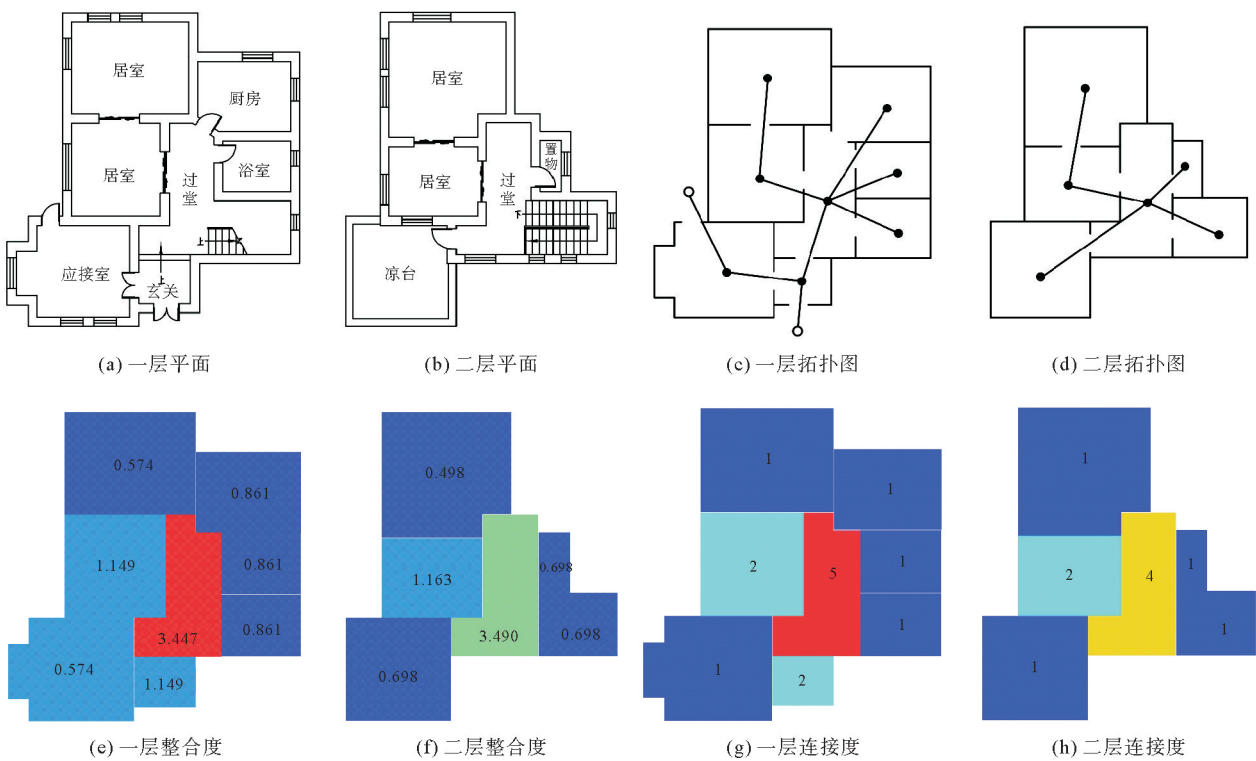 居室
厨房
居室
过堂
浴室
上
应接室
上
玄关
(a) 一层平面
居室
置物
居室
过堂
下
凉台
(b) 二层平面
(c) 一层拓扑图
(d) 二层拓扑图
0.574
0.861
1.149
0.861
3.447
0.861
0.574
1.149
(e) 一层整合度
0.498
1.163
0.698
3.490
0.698
0.698
(f) 二层整合度
1
1
2
5
1
1
1
2
(g) 一层连接度
1
2
4
1
1
1
(h) 二层连接度